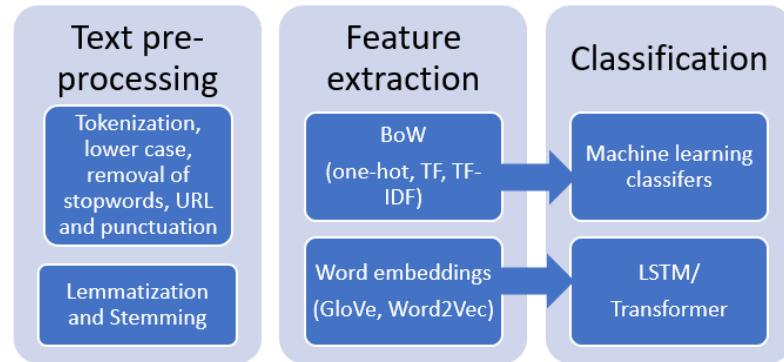 Text pre-
processing
Tokenization,
lower case,
removal of
stopwords, URL
and punctuation
Lemmatization
and Stemming
Feature
extraction
BoW
(one-hot, TF, TF-
IDF)
Word embeddings
(GloVe, Word2Vec)
Classification
Machine learning
classifers
LSTM/
Transformer